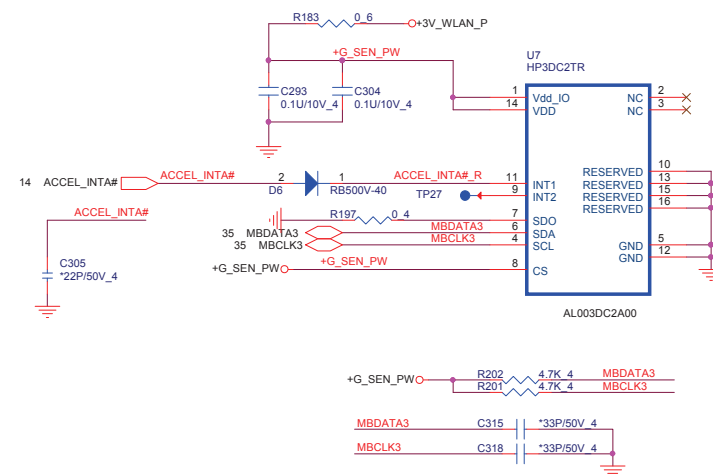 R183 0_6
+3V_WLAN_P
+G_SEN_PW
U7
HP3DC2TR
C293
0.1U/10V_4
C304
0.1U/10V_4
1 Vdd_IO
14 VDD
NC 2
NC 3
RESERVED 10
RESERVED 13
RESERVED 15
RESERVED 16
14 ACCEL_INTA# ACCEL_INTA# 2 1 ACCEL_INTA#_R 11 INT1
D6 RB500V-40 TP27 9 INT2
ACCEL_INTA#
R197 0_4 7 SDO
35 MBDATA3 MBDATA3 6 SDA
35 MBCLK3 MBCLK3 4 SCL
GND 5
GND 12
C305
*22P/50V_4
+G_SEN_PW +G_SEN_PW 8 CS
AL003DC2A00
+G_SEN_PW R202 4.7K_4 MBDATA3
R201 4.7K_4 MBCLK3
MBDATA3 C315 *33P/50V_4
MBCLK3 C318 *33P/50V_4